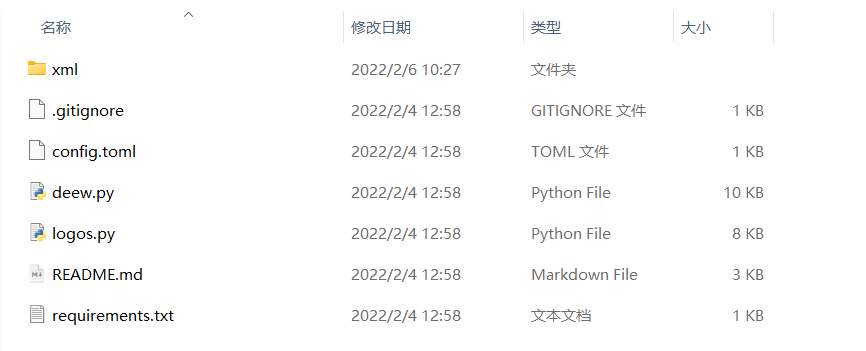 名称 修改日期 类型 大小
xml 2022/2/6 10:27 文件夹
.gitignore 2022/2/4 12:58 GITIGNORE 文件 1 KB
config.toml 2022/2/4 12:58 TOML 文件 1 KB
deew.py 2022/2/4 12:58 Python File 10 KB
logos.py 2022/2/4 12:58 Python File 8 KB
README.md 2022/2/4 12:58 Markdown File 3 KB
requirements.txt 2022/2/4 12:58 文本文档 1 KB